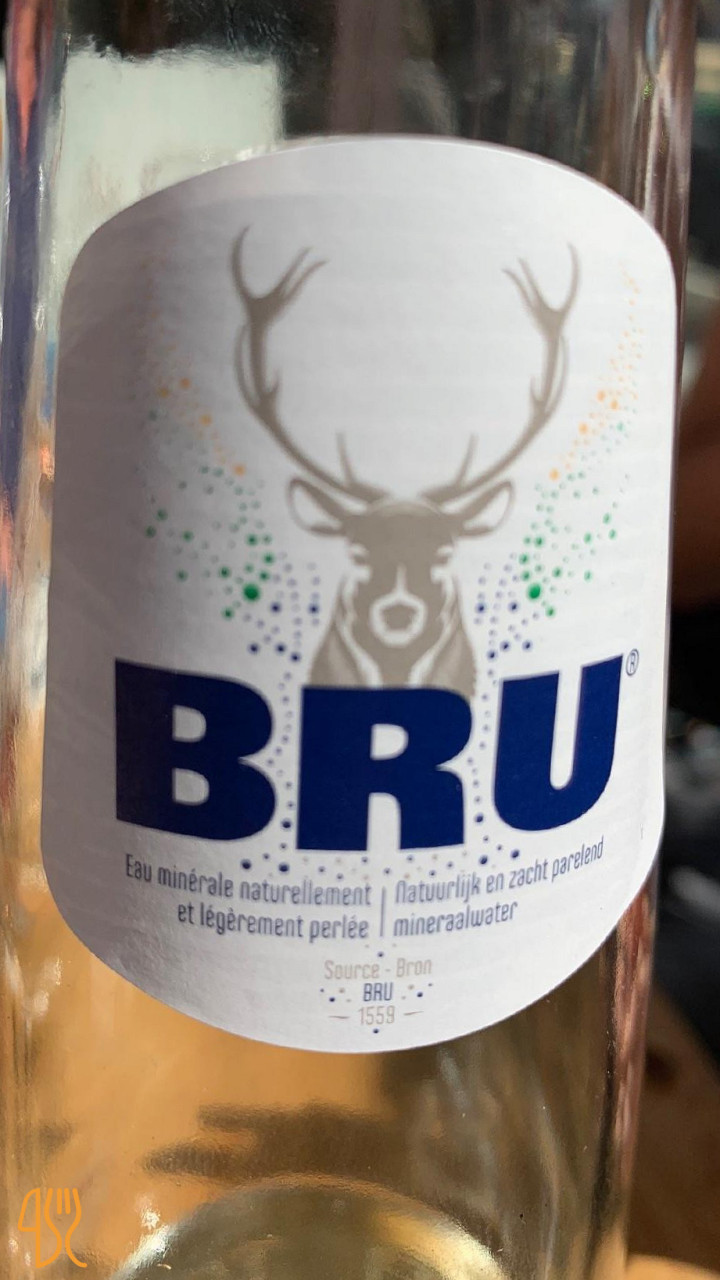 BRU®
Eau minérale naturellement
et légèrement perlée
Natuurlijk en zacht parelend
mineraalwater
Source - Bron
BRU
1559